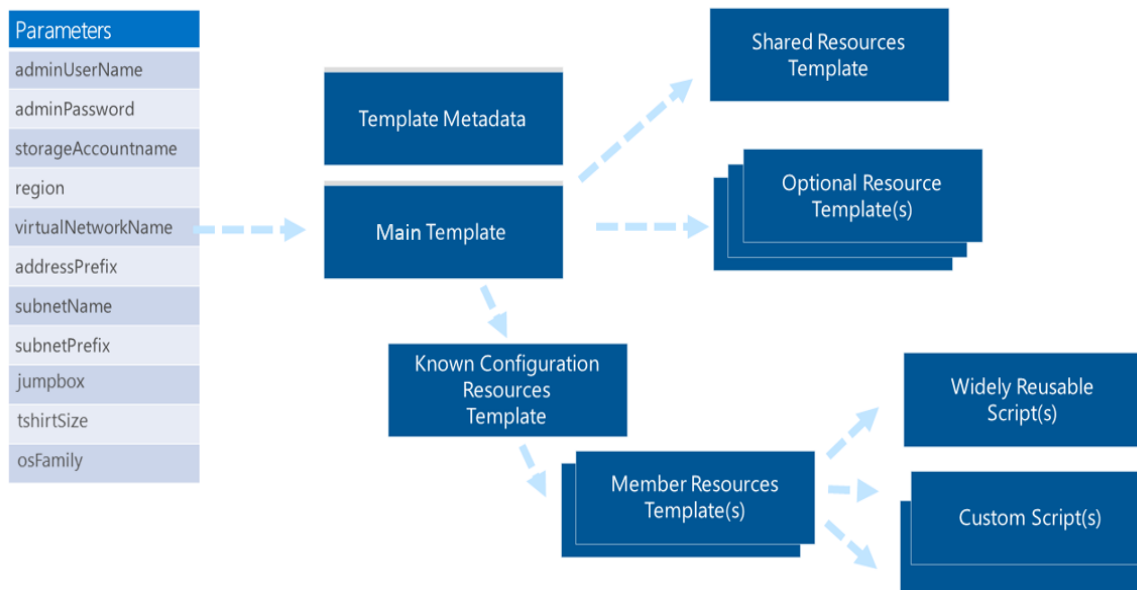 Parameters
adminUserName
adminPassword
storageAccountname
region
virtualNetworkName
addressPrefix
subnetName
subnetPrefix
jumpbox
tshirtSize
osFamily
Template Metadata
Main Template
Shared Resources
Template
Optional Resource
Template(s)
Known Configuration
Resources
Template
Member Resources
Template(s)
Widely Reusable
Script(s)
Custom Script(s)